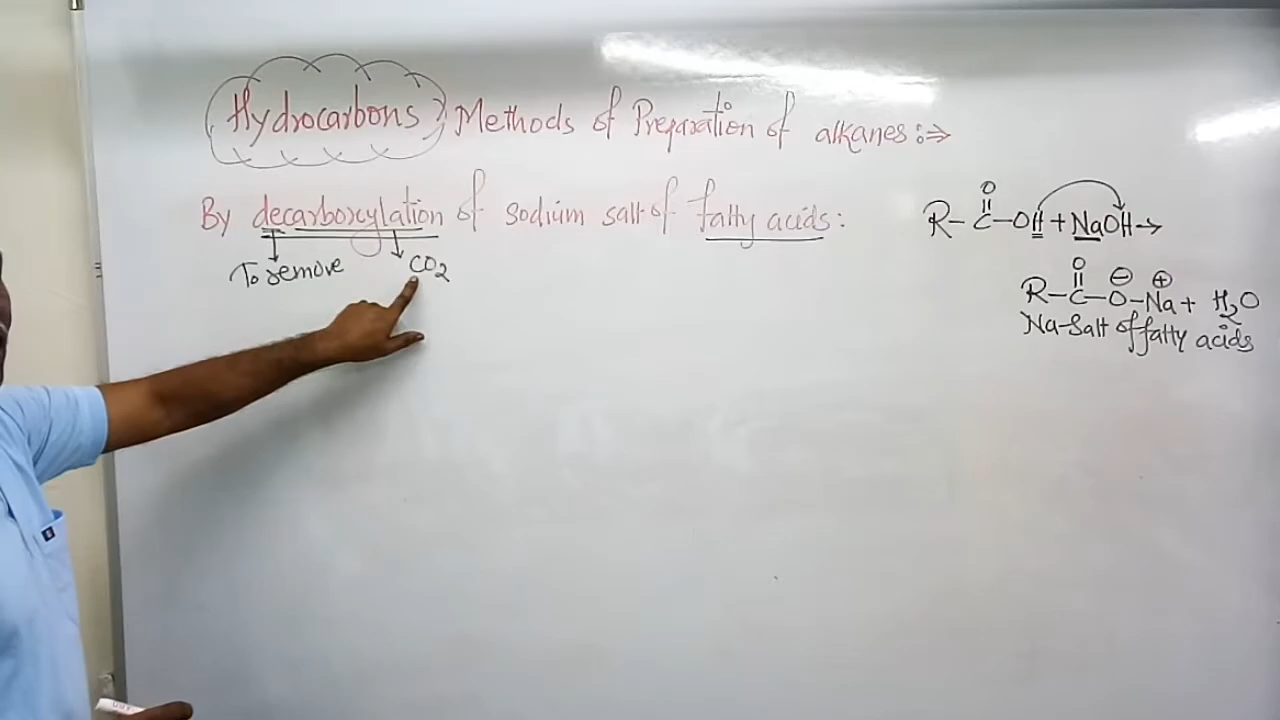 Hydrocarbons Methods of Preparation of alkanes :⇒
By decarboxylation of sodium salt of fatty acids :
To remove CO2
O
R-C-OH + NaOH →
O ⊖ ⊕
R-C-O-Na + H2O
Na-Salt of fatty acids